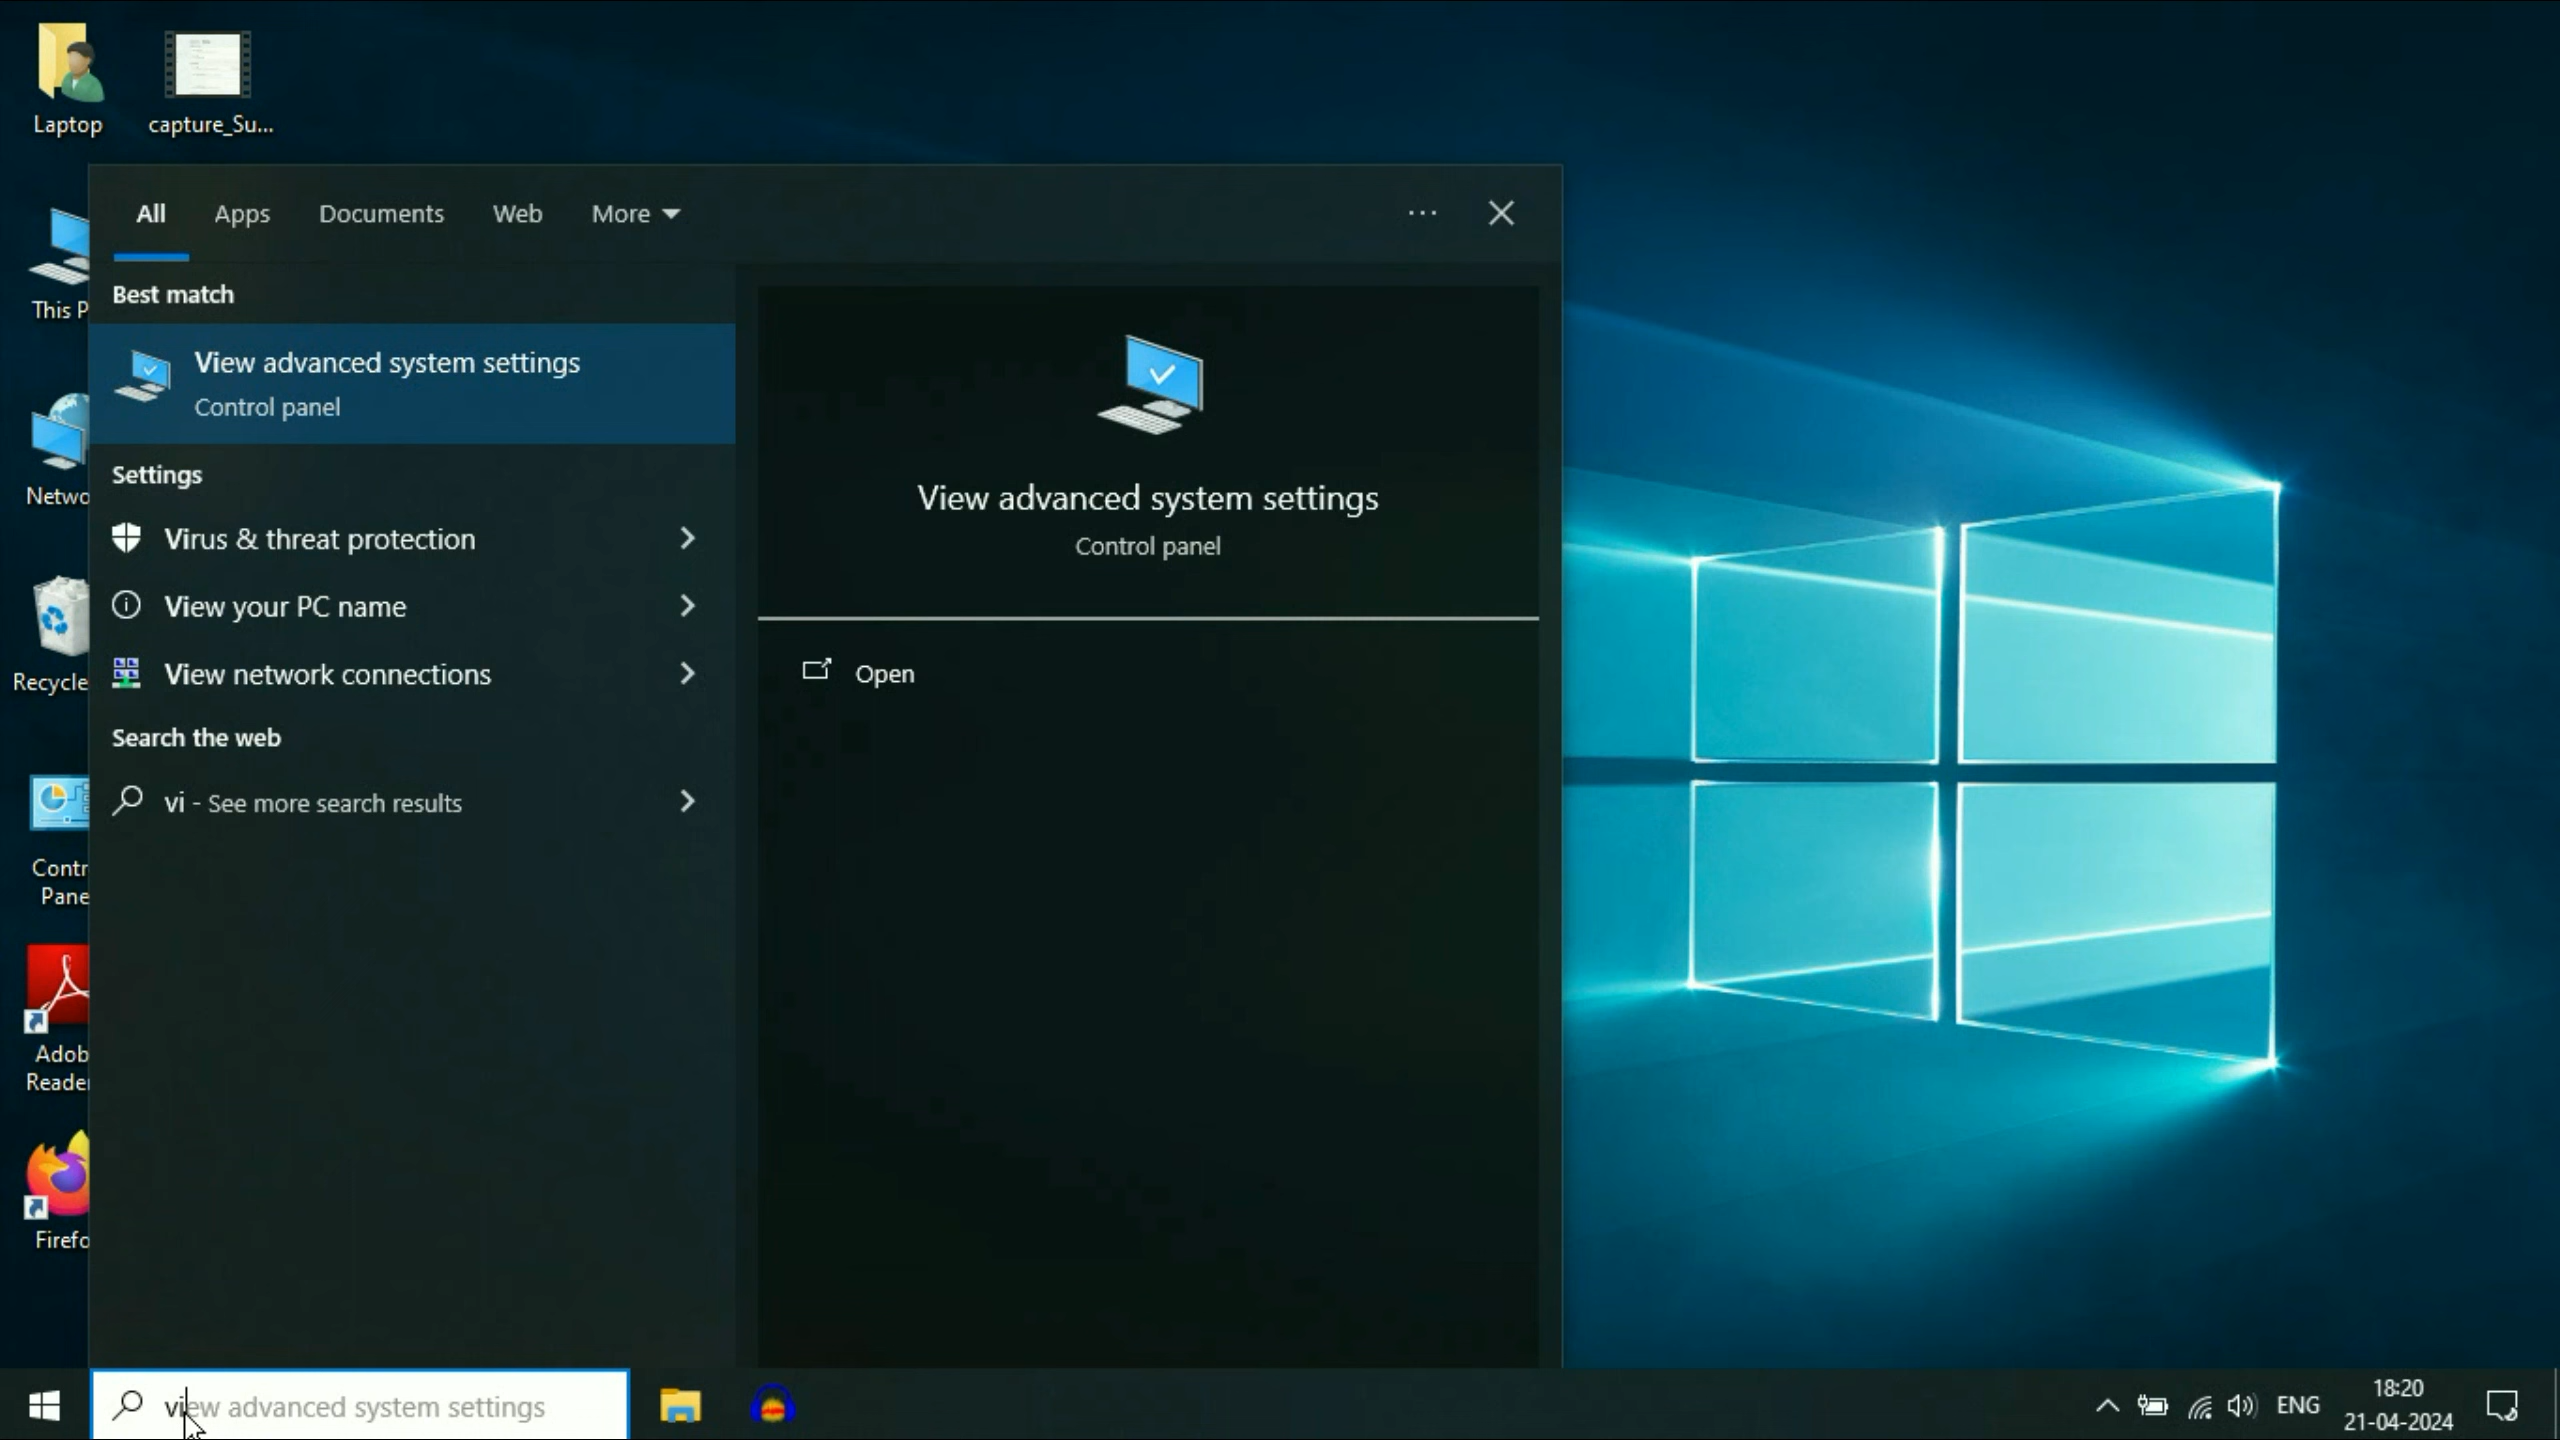 Laptop
capture_Su...
This P
Netwo
Recycle
Contr
Pane
Adob
Reader
Firefo
All
Apps
Documents
Web
More
Best match
View advanced system settings
Control panel
Settings
Virus & threat protection
View your PC name
View network connections
Search the web
vi - See more search results
View advanced system settings
Control panel
Open
view advanced system settings
ENG
18:20
21-04-2024